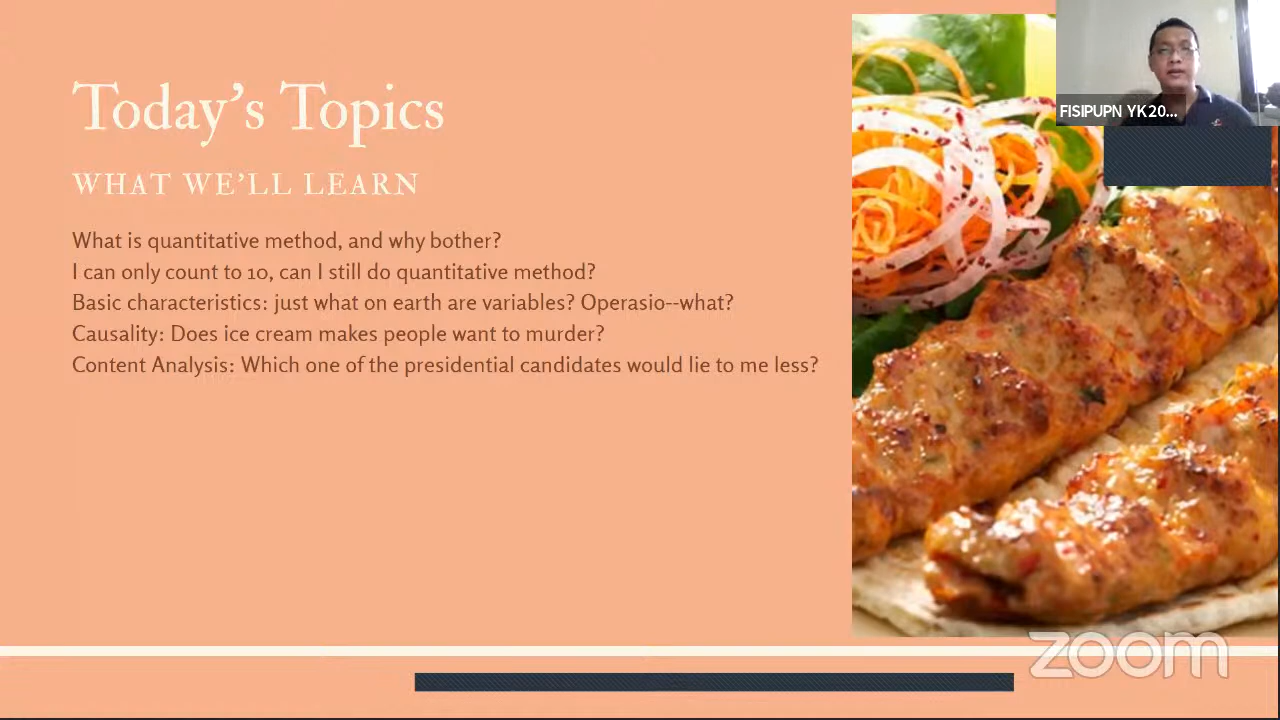 Today's Topics
WHAT WE'LL LEARN
What is quantitative method, and why bother?
I can only count to 10, can I still do quantitative method?
Basic characteristics: just what on earth are variables? Operasio--what?
Causality: Does ice cream makes people want to murder?
Content Analysis: Which one of the presidential candidates would lie to me less?
FISIPUPN YK20...
zoom